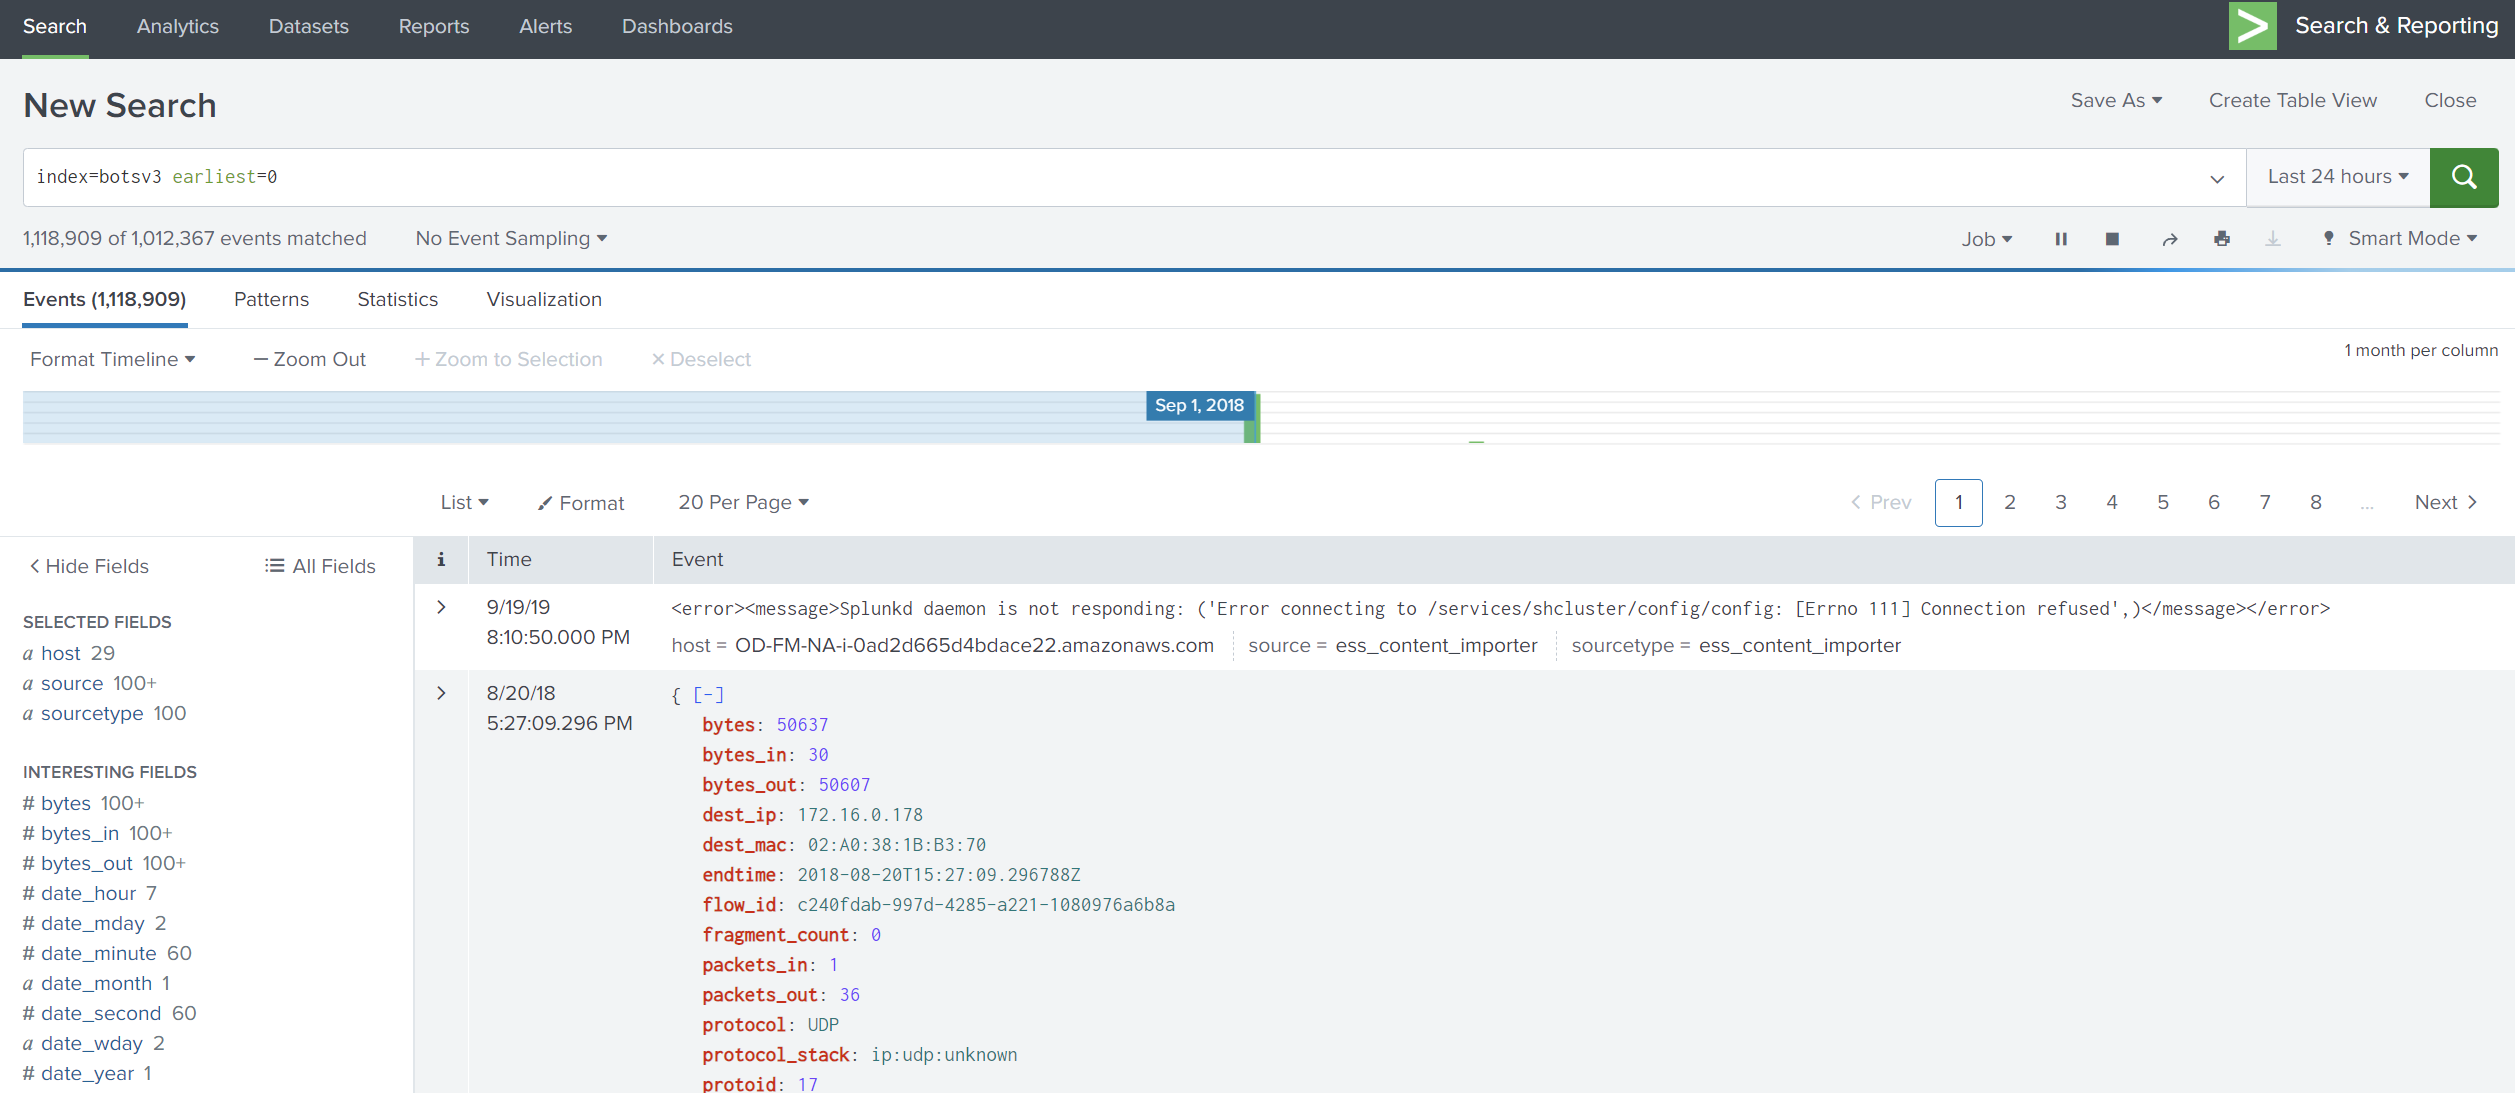 Search Analytics Datasets Reports Alerts Dashboards Search & Reporting
New Search Save As Create Table View Close
index=botsv3 earliest=0 Last 24 hours
1,118,909 of 1,012,367 events matched No Event Sampling Job Smart Mode
Events (1,118,909) Patterns Statistics Visualization
Format Timeline — Zoom Out + Zoom to Selection × Deselect 1 month per column
Sep 1, 2018
List Format 20 Per Page < Prev 1 2 3 4 5 6 7 8 ... Next >
< Hide Fields All Fields
SELECTED FIELDS
a host 29
a source 100+
a sourcetype 100
INTERESTING FIELDS
# bytes 100+
# bytes_in 100+
# bytes_out 100+
# date_hour 7
# date_mday 2
# date_minute 60
a date_month 1
# date_second 60
a date_wday 2
# date_year 1
i Time Event
> 9/19/19 <error><message>Splunkd daemon is not responding: ('Error connecting to /services/shcluster/config/config: [Errno 111] Connection refused',)</message></error>
8:10:50.000 PM host = OD-FM-NA-i-0ad2d665d4bdace22.amazonaws.com source = ess_content_importer sourcetype = ess_content_importer
> 8/20/18 { [-]
5:27:09.296 PM bytes: 50637
bytes_in: 30
bytes_out: 50607
dest_ip: 172.16.0.178
dest_mac: 02:A0:38:1B:B3:70
endtime: 2018-08-20T15:27:09.296788Z
flow_id: c240fdab-997d-4285-a221-1080976a6b8a
fragment_count: 0
packets_in: 1
packets_out: 36
protocol: UDP
protocol_stack: ip:udp:unknown
protoid: 17